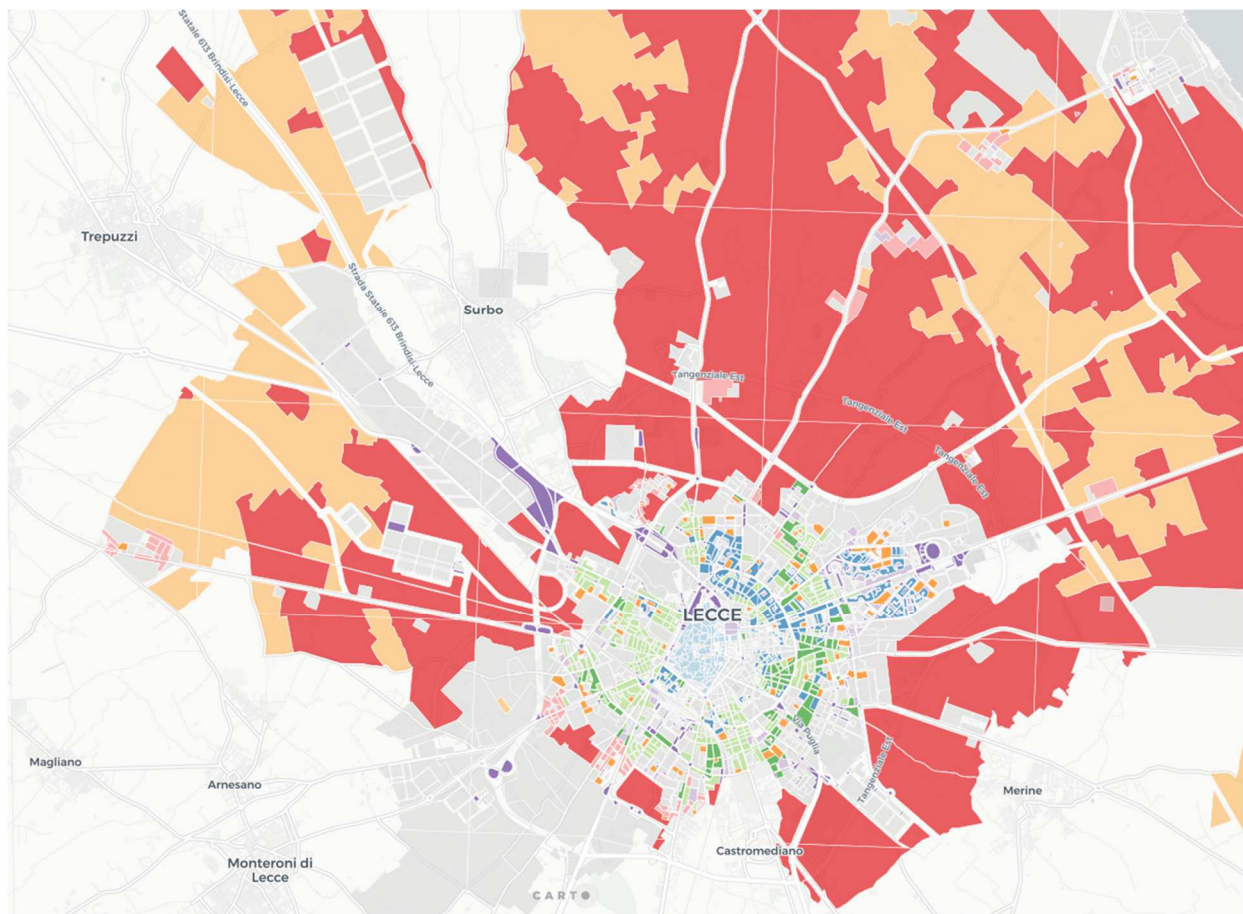 Statale 613 Brindisi-Lecce
Trepuzzi
Strada Statale 613 Brindisi-Lecce
Surbo
Tangenziale Est
Tangenziale Est
Tangenziale Est
LECCE
Via Puglia
Tangenziale Est
Magliano
Arnesano
Merine
Castromediano
Monteroni di
Lecce
CARTO